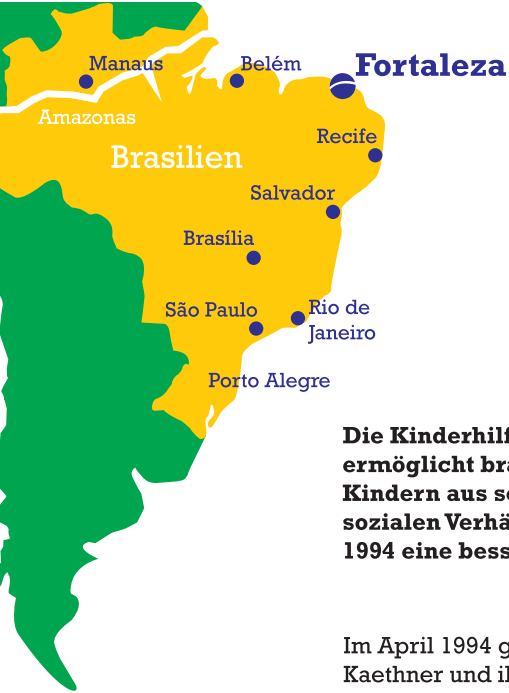 Manaus
Belém
Fortaleza
Amazonas
Recife
Brasilien
Salvador
Brasília
São Paulo
Rio de
Janeiro
Porto Alegre
Die Kinderhilf
ermöglicht bra
Kindern aus so
sozialen Verhä
1994 eine bess
Im April 1994 g
Kaethner und ih